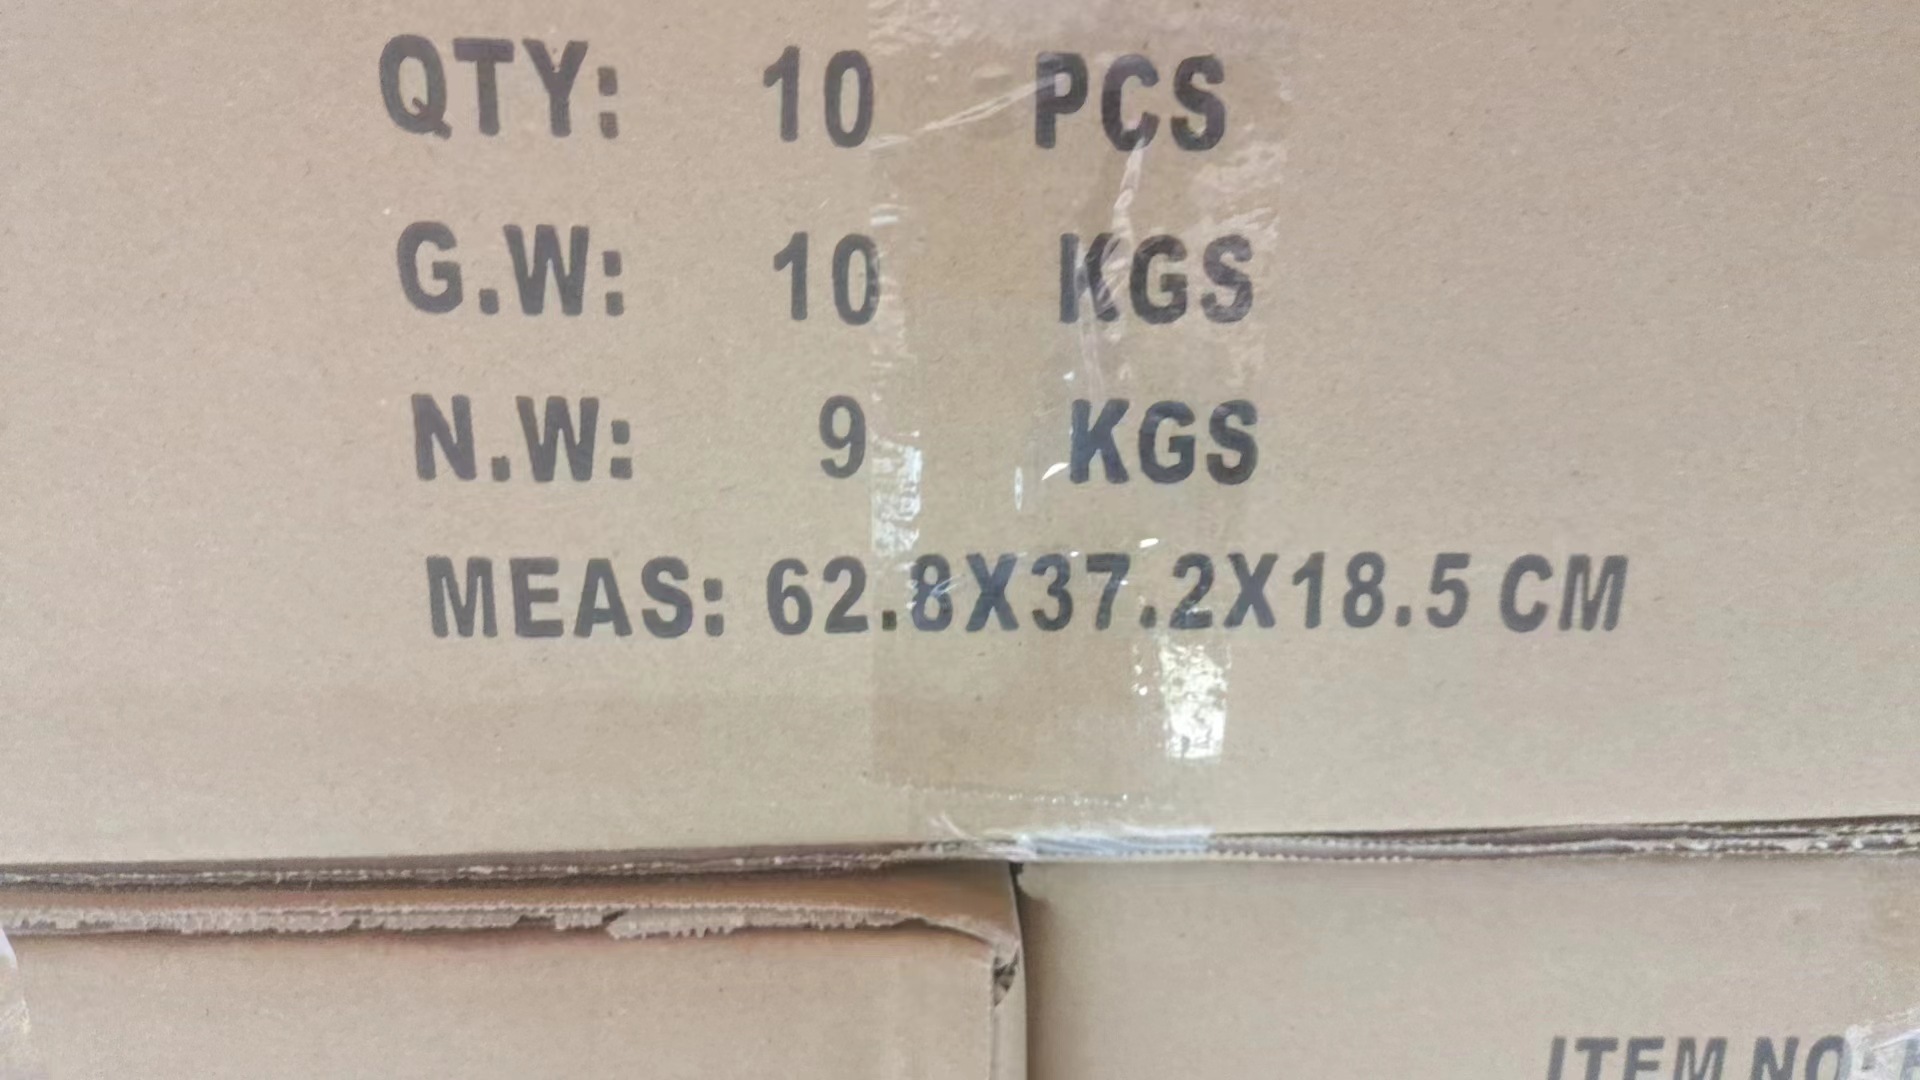 QTY: 10 PCS
G.W: 10 KGS
N.W: 9 KGS
MEAS: 62.8X37.2X18.5 CM
ITEM NO: